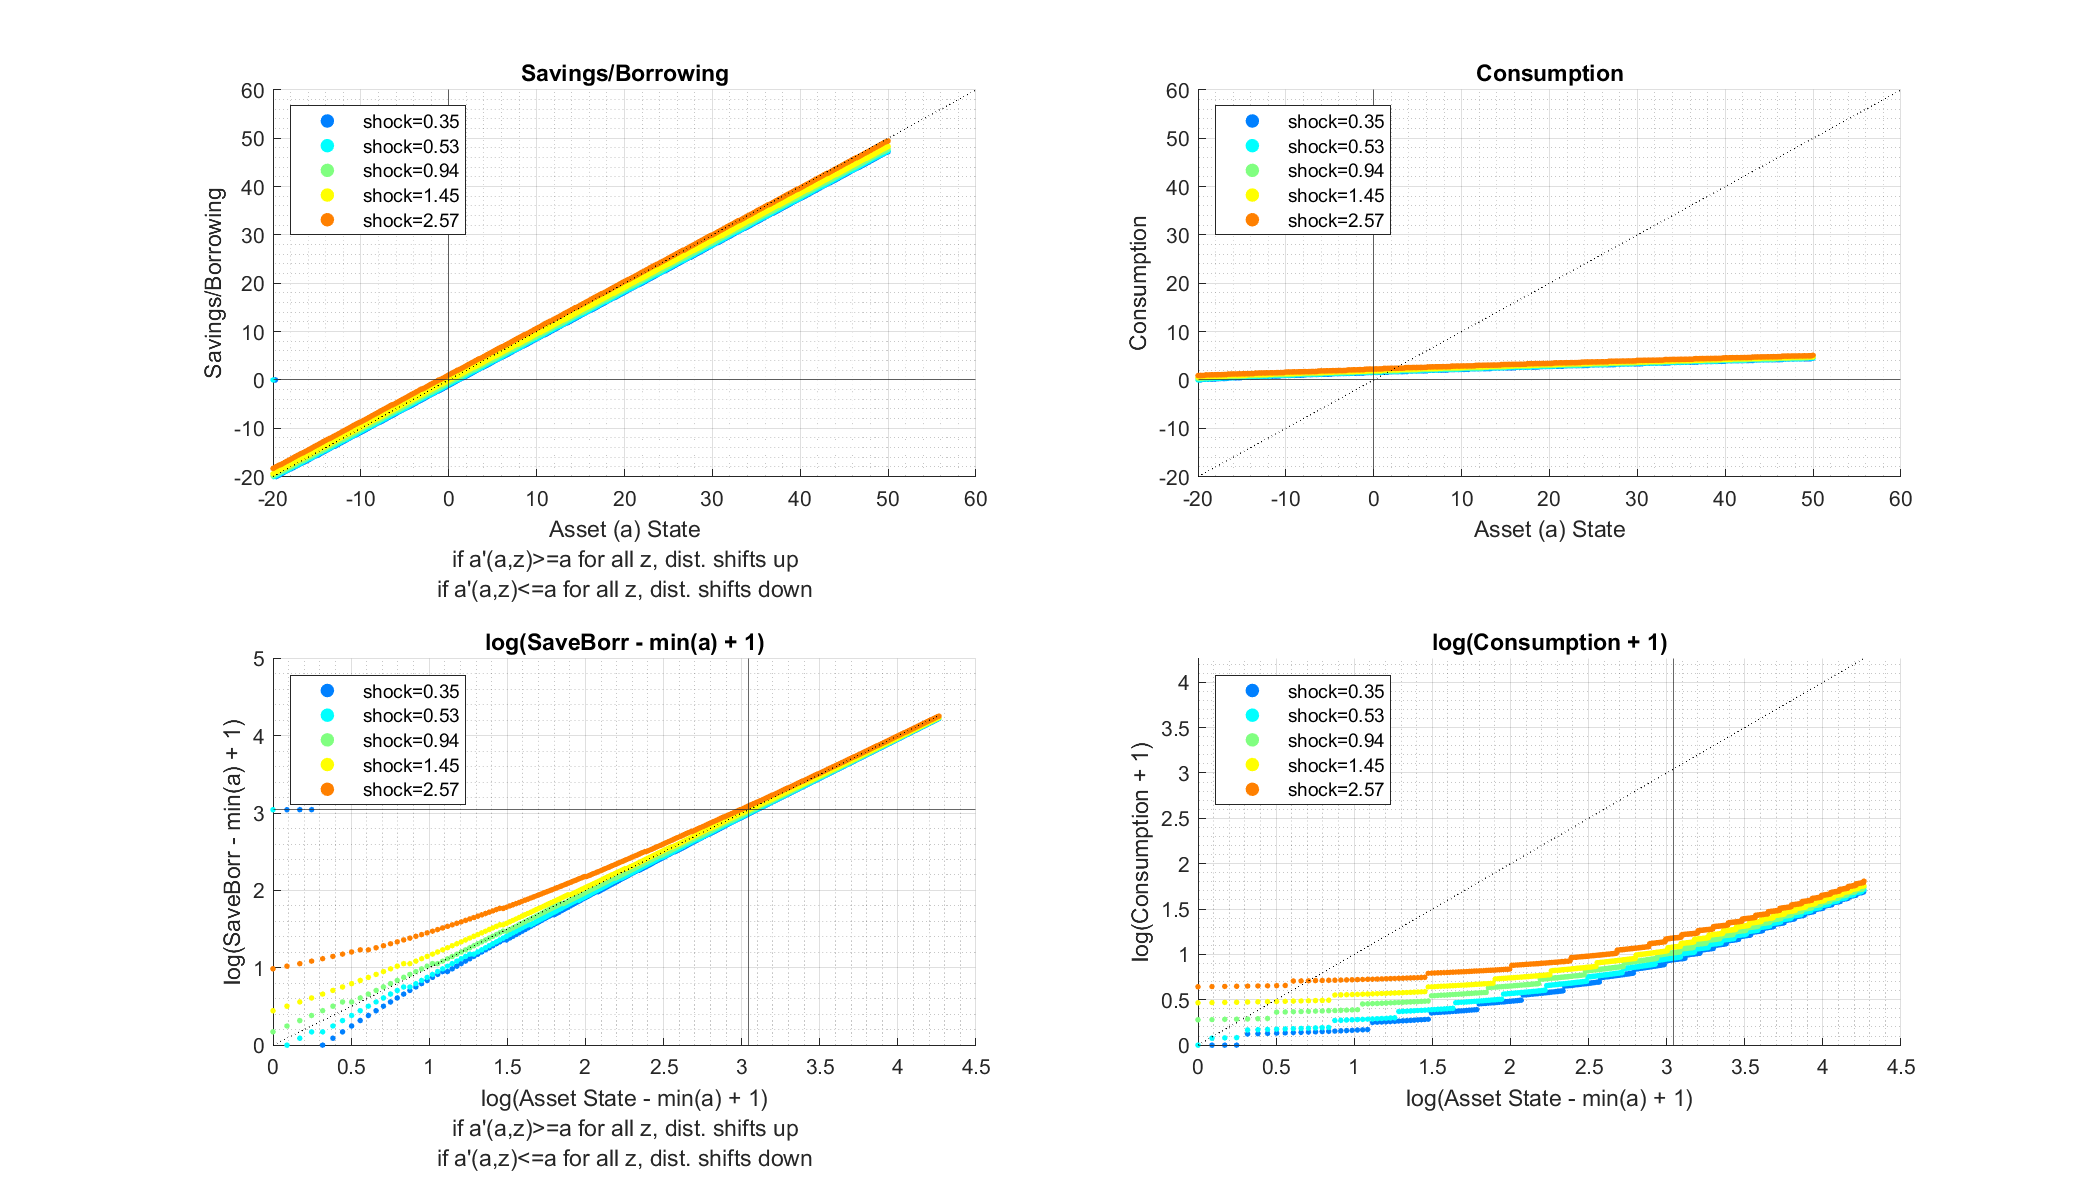 Savings/Borrowing
60
50
40
30
20
10
0
-10
-20
Savings/Borrowing
shock=0.35
shock=0.53
shock=0.94
shock=1.45
shock=2.57
-20 -10 0 10 20 30 40 50 60
Asset (a) State
if a'(a,z)>=a for all z, dist. shifts up
if a'(a,z)<=a for all z, dist. shifts down
Consumption
60
50
40
30
20
10
0
-10
-20
Consumption
shock=0.35
shock=0.53
shock=0.94
shock=1.45
shock=2.57
-20 -10 0 10 20 30 40 50 60
Asset (a) State
log(SaveBorr - min(a) + 1)
5
4
3
2
1
0
log(SaveBorr - min(a) + 1)
shock=0.35
shock=0.53
shock=0.94
shock=1.45
shock=2.57
0 0.5 1 1.5 2 2.5 3 3.5 4 4.5
log(Asset State - min(a) + 1)
if a'(a,z)>=a for all z, dist. shifts up
if a'(a,z)<=a for all z, dist. shifts down
log(Consumption + 1)
4
3.5
3
2.5
2
1.5
1
0.5
0
log(Consumption + 1)
shock=0.35
shock=0.53
shock=0.94
shock=1.45
shock=2.57
0 0.5 1 1.5 2 2.5 3 3.5 4 4.5
log(Asset State - min(a) + 1)